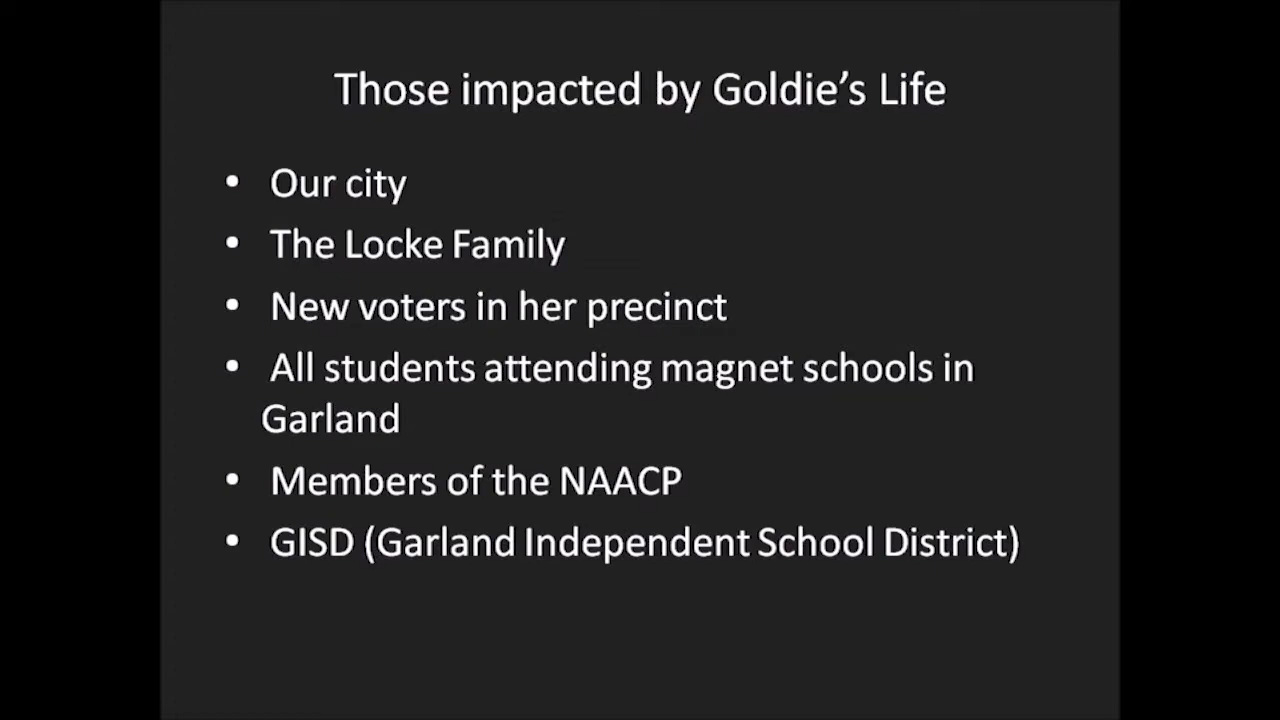 Those impacted by Goldie’s Life
• Our city
• The Locke Family
• New voters in her precinct
• All students attending magnet schools in
Garland
• Members of the NAACP
• GISD (Garland Independent School District)